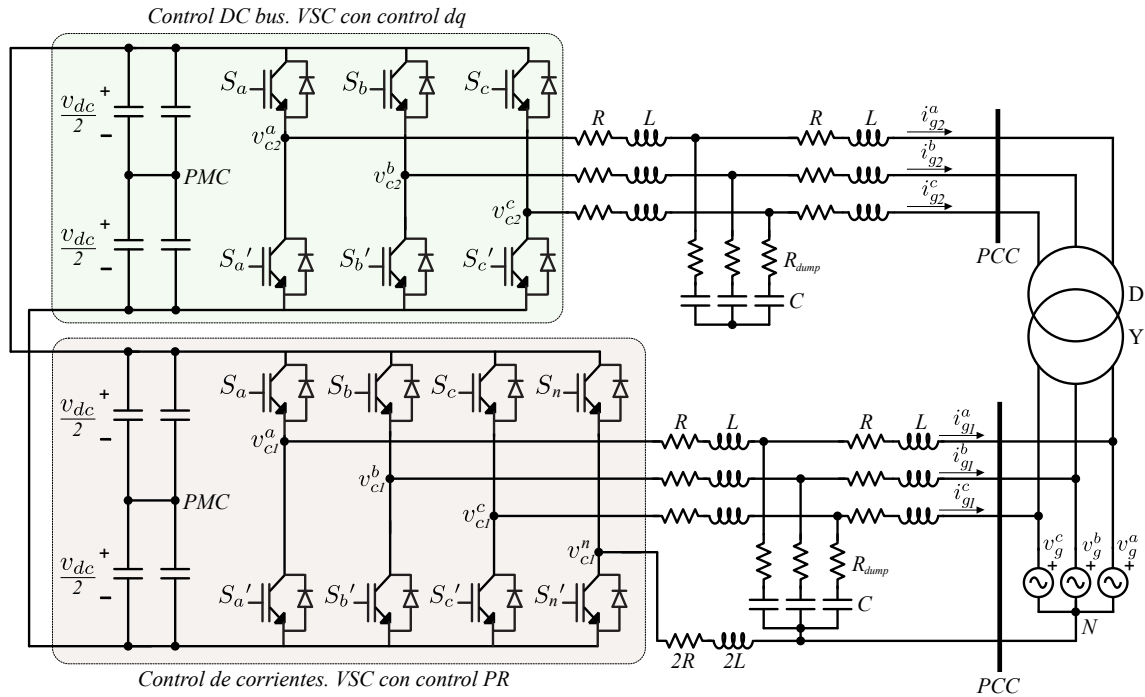 Control DC bus. VSC con control dq
v_dc/2 + −
v_dc/2 + −
PMC
S_a S_b S_c
v_c2^a
v_c2^b
v_c2^c
S_a' S_b' S_c'
R L R L i_g2^a
i_g2^b
i_g2^c
R_dump
C
PCC
D
Y
v_dc/2 + −
v_dc/2 + −
PMC
S_a S_b S_c S_n
v_c1^a
v_c1^b
v_c1^c
v_c1^n
S_a' S_b' S_c' S_n'
R L R L i_g1^a
i_g1^b
i_g1^c
R_dump
C
2R 2L
v_g^c + v_g^b + v_g^a +
N
PCC
Control de corrientes. VSC con control PR